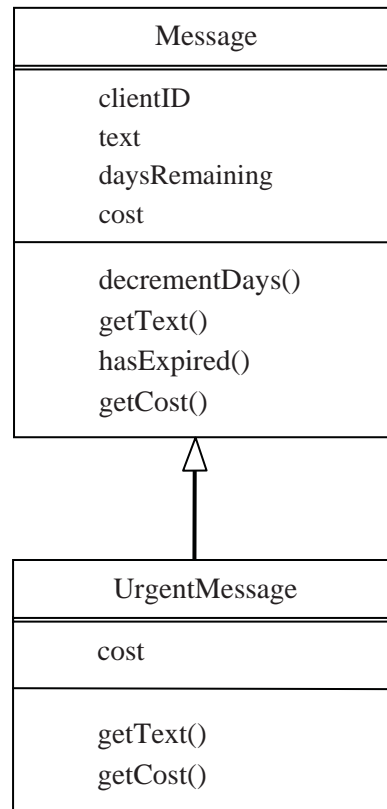 Message
clientID
text
daysRemaining
cost
decrementDays()
getText()
hasExpired()
getCost()
UrgentMessage
cost
getText()
getCost()